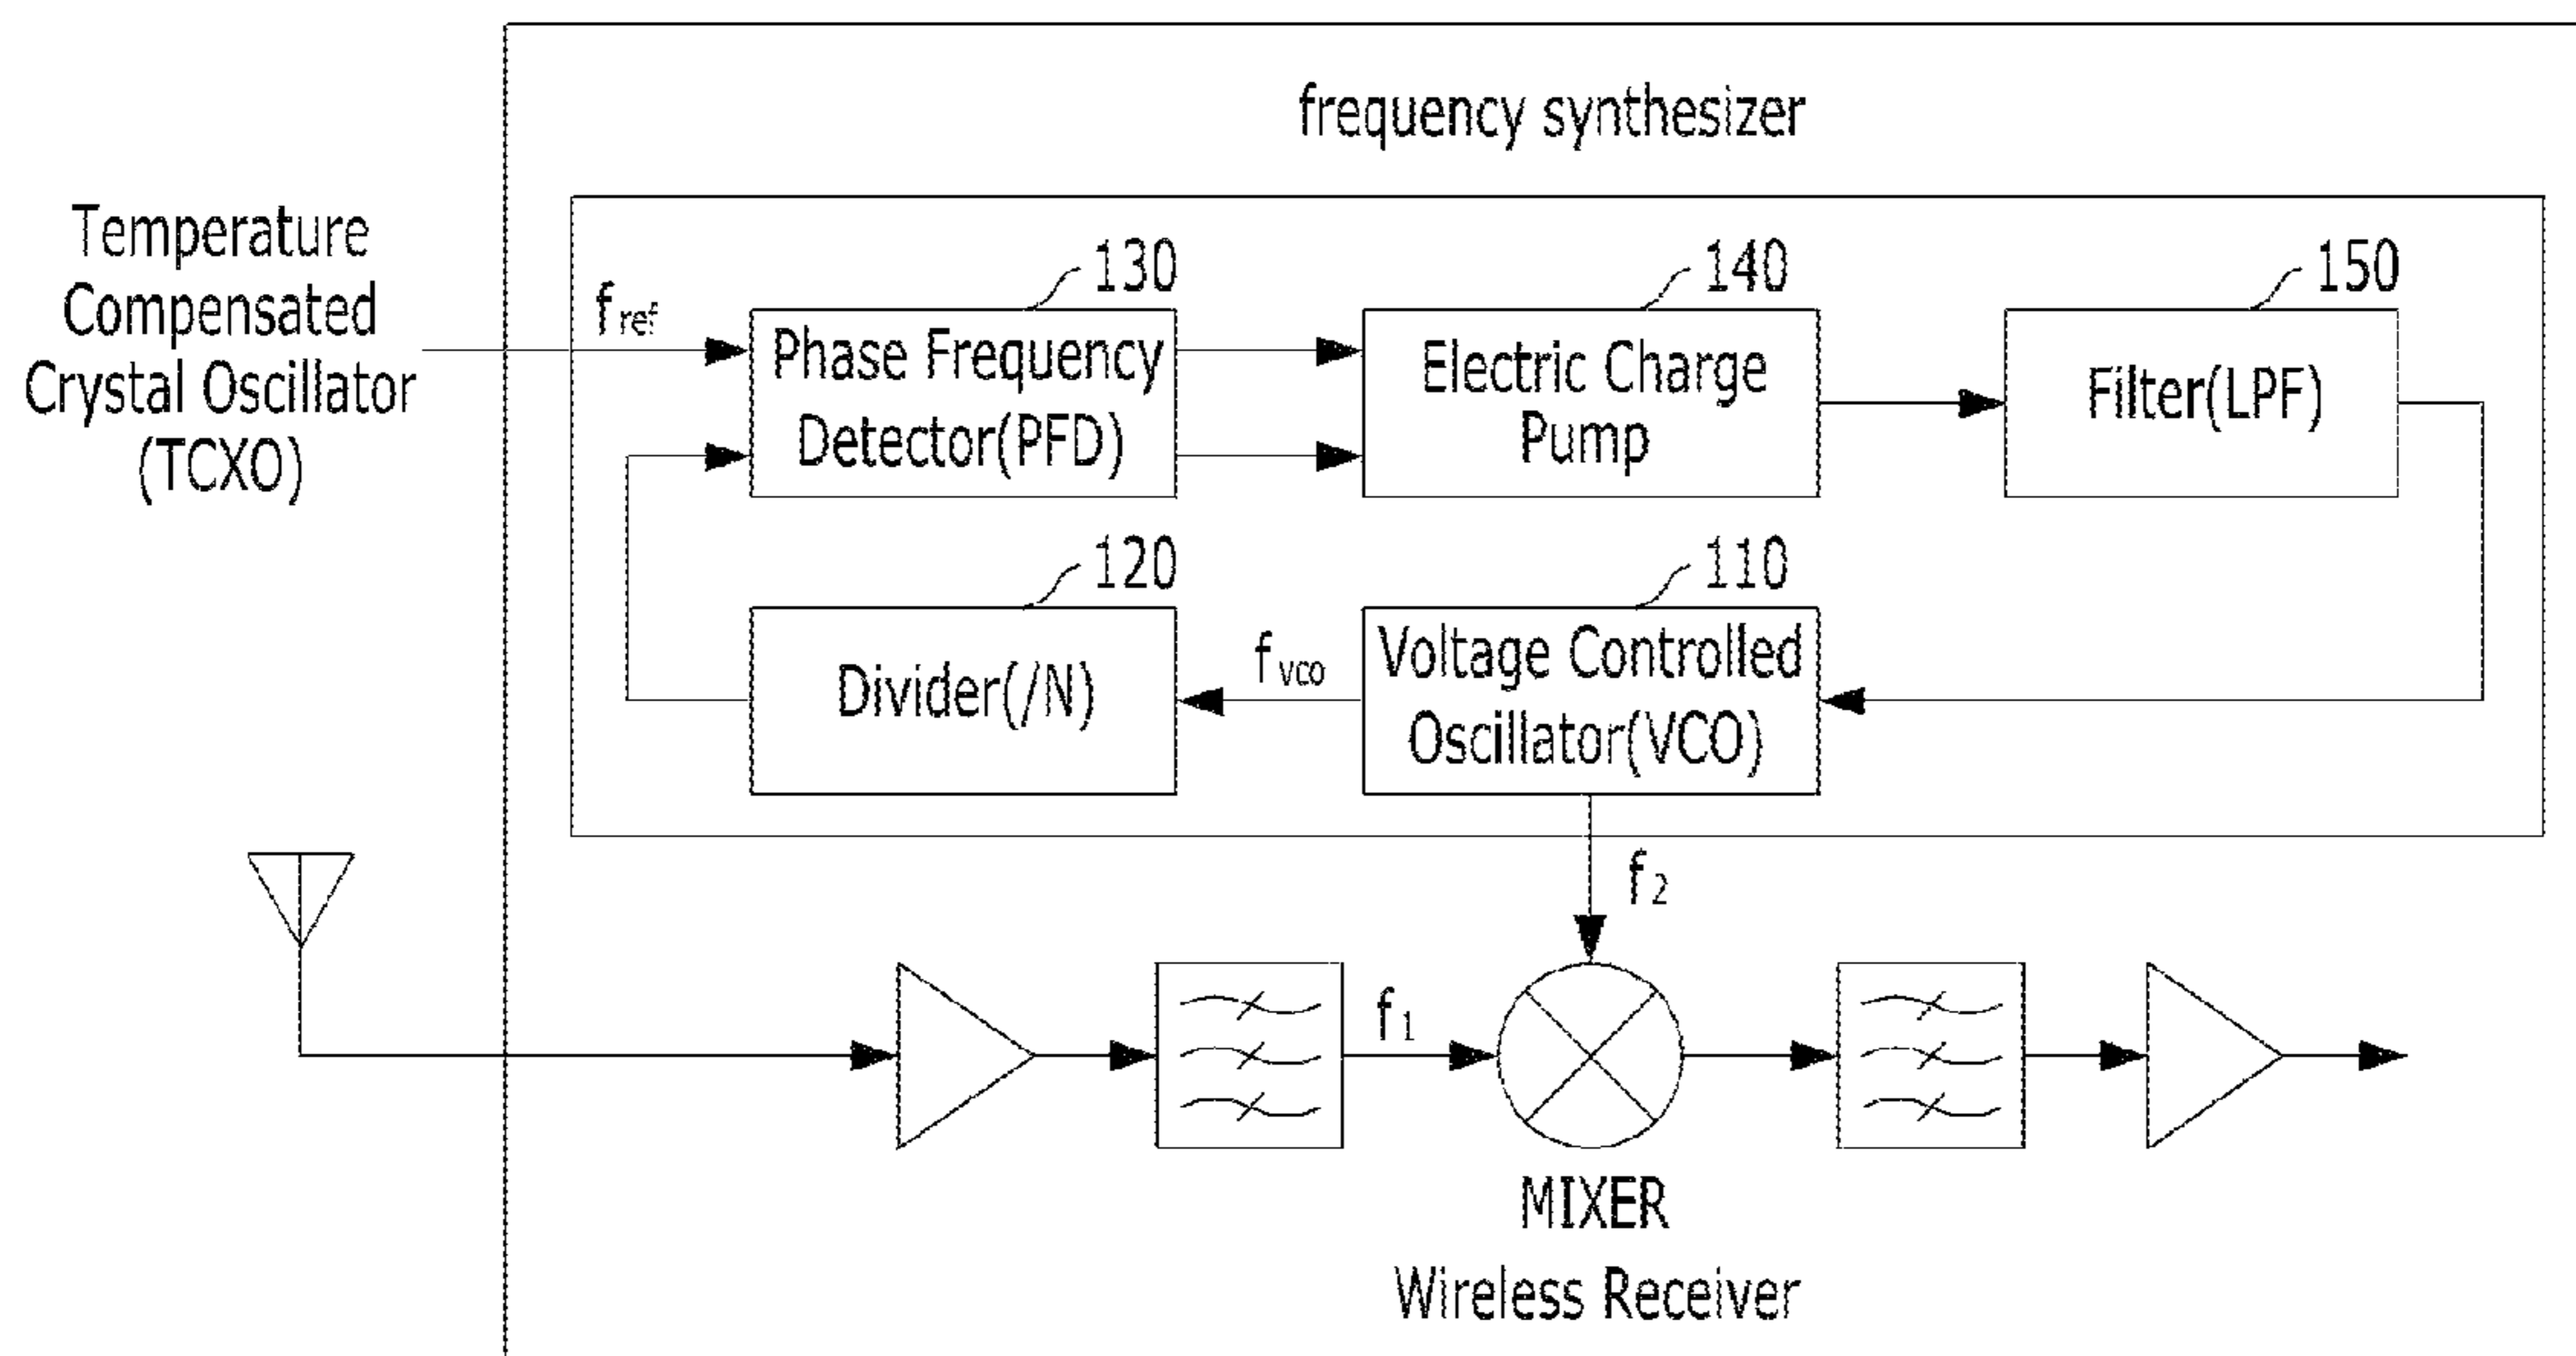 frequency synthesizer
Temperature
Compensated
Crystal Oscillator
(TCXO)
fref
130
Phase Frequency
Detector(PFD)
140
Electric Charge
Pump
150
Filter(LPF)
120
Divider(/N)
fvco
110
Voltage Controlled
Oscillator(VCO)
f2
f1
MIXER
Wireless Receiver